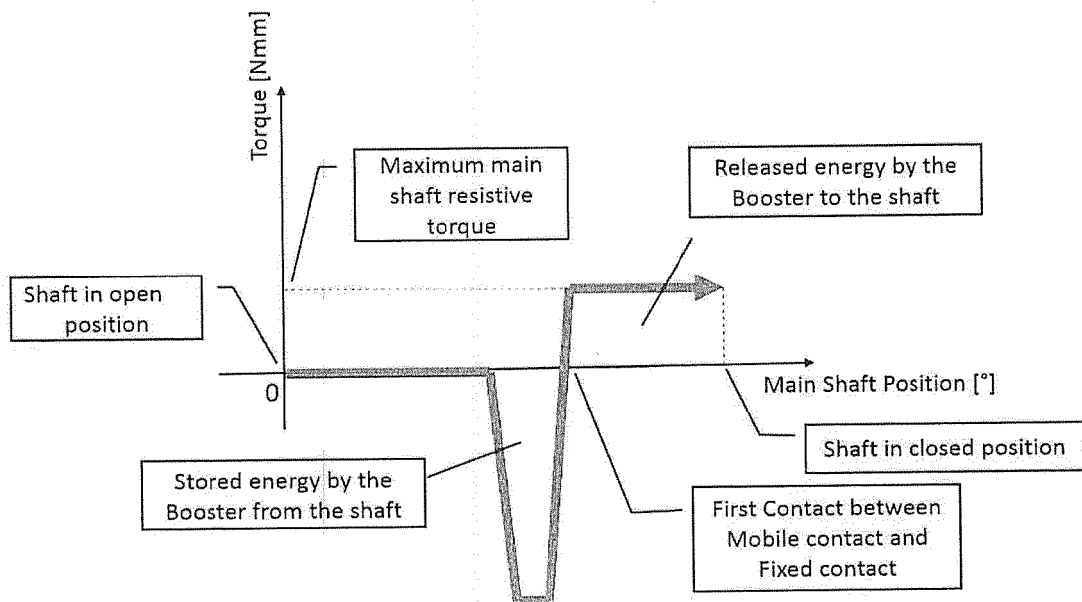 Torque [Nmm]
Maximum main
shaft resistive
torque
Released energy by the
Booster to the shaft
Shaft in open
position
0
Main Shaft Position [°]
Shaft in closed position
Stored energy by the
Booster from the shaft
First Contact between
Mobile contact and
Fixed contact